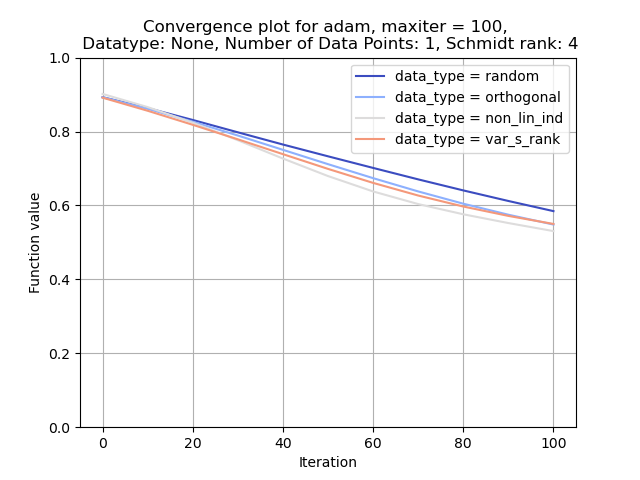 Convergence plot for adam, maxiter = 100,
Datatype: None, Number of Data Points: 1, Schmidt rank: 4
data_type = random
data_type = orthogonal
data_type = non_lin_ind
data_type = var_s_rank
1.0
0.8
0.6
0.4
0.2
0.0
Function value
0 20 40 60 80 100
Iteration